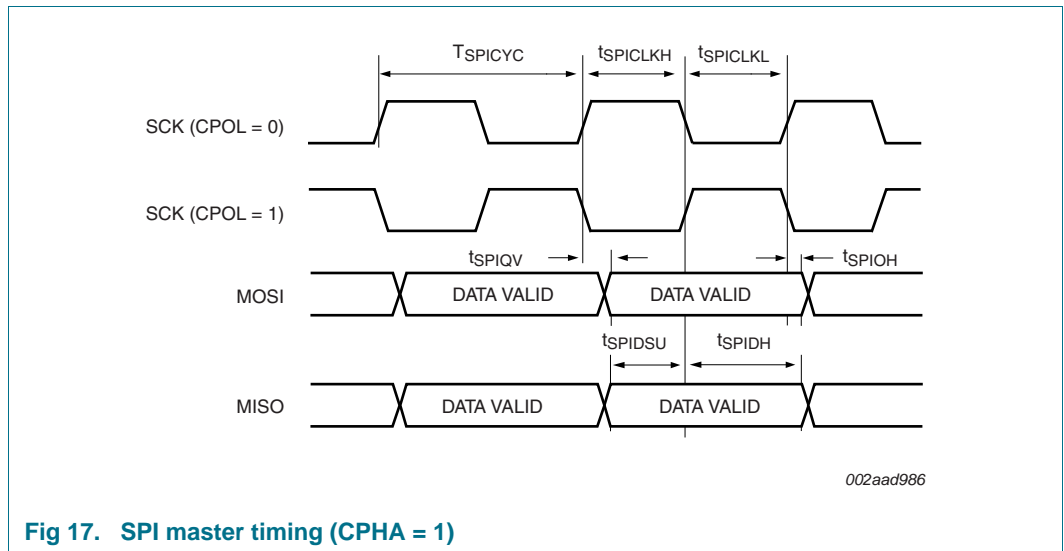 TSPICYC tSPICLKH tSPICLKL
SCK (CPOL = 0)
SCK (CPOL = 1)
tSPIQV tSPIOH
MOSI DATA VALID DATA VALID
tSPIDSU tSPIDH
MISO DATA VALID DATA VALID
002aad986
Fig 17. SPI master timing (CPHA = 1)